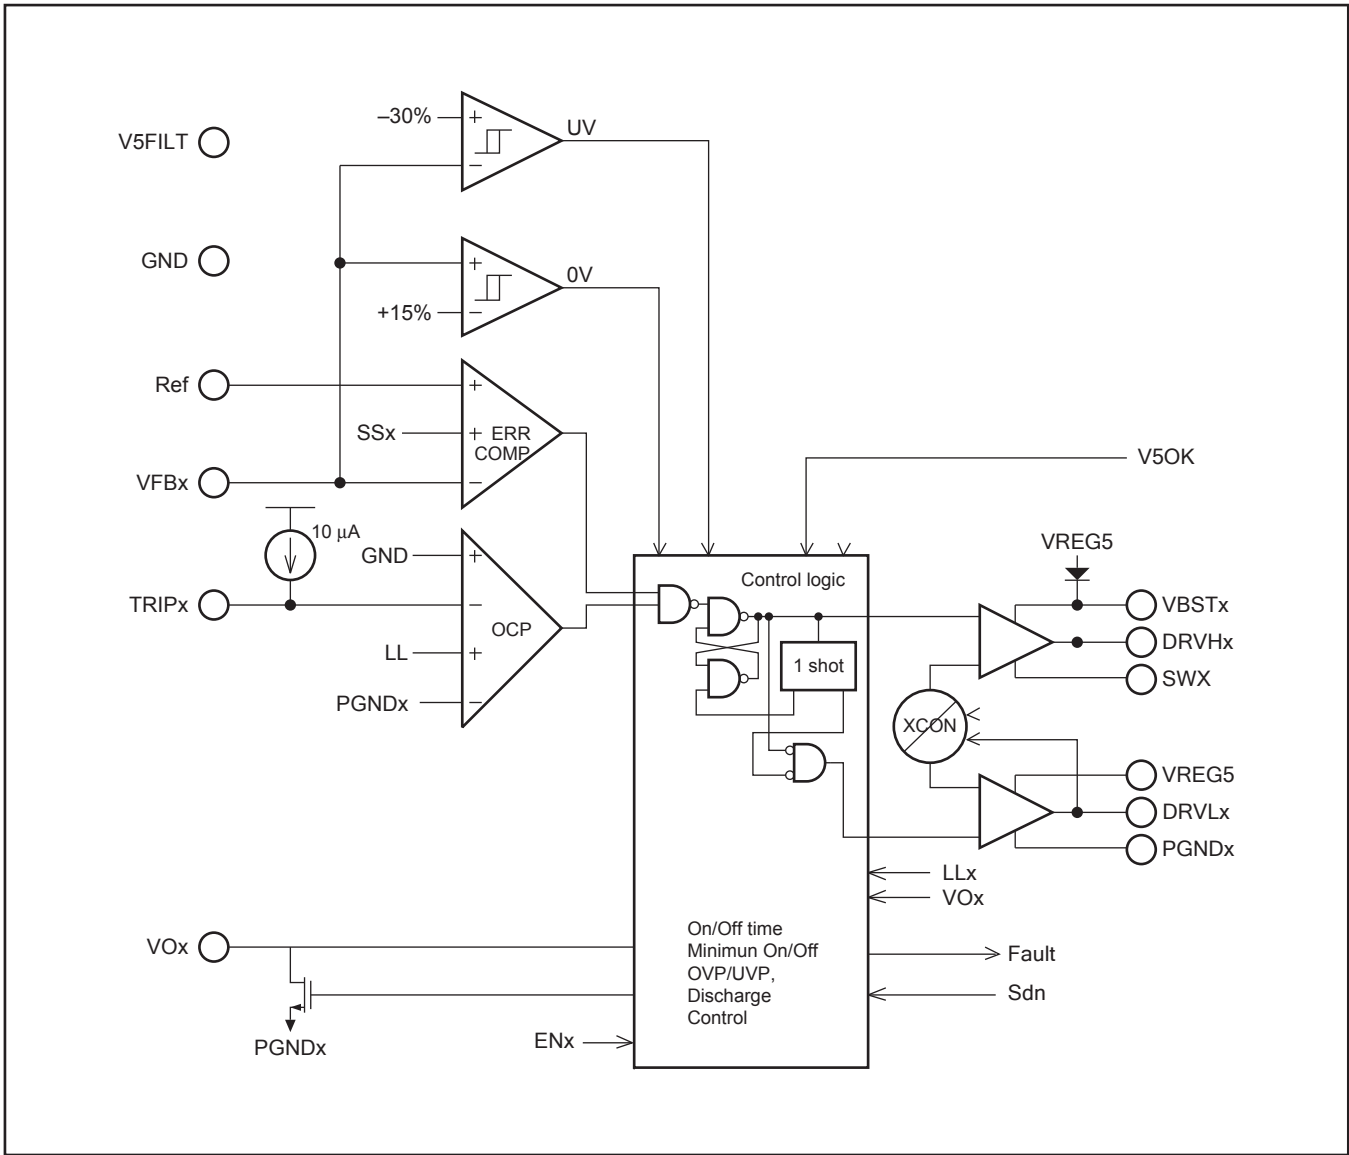 –30%
+
UV
V5FILT
–
GND
+
0V
+15%
–
Ref
+
SSx
+ ERR
COMP
VFBx
–
V5OK
10 µA
GND
+
VREG5
Control logic
TRIPx
–
VBSTx
OCP
DRVHx
LL
+
1 shot
SWX
PGNDx
–
XCON
VREG5
DRVLx
PGNDx
LLx
VOx
On/Off time
Minimun On/Off
OVP/UVP,
Discharge
Control
VOx
Fault
Sdn
ENx
PGNDx